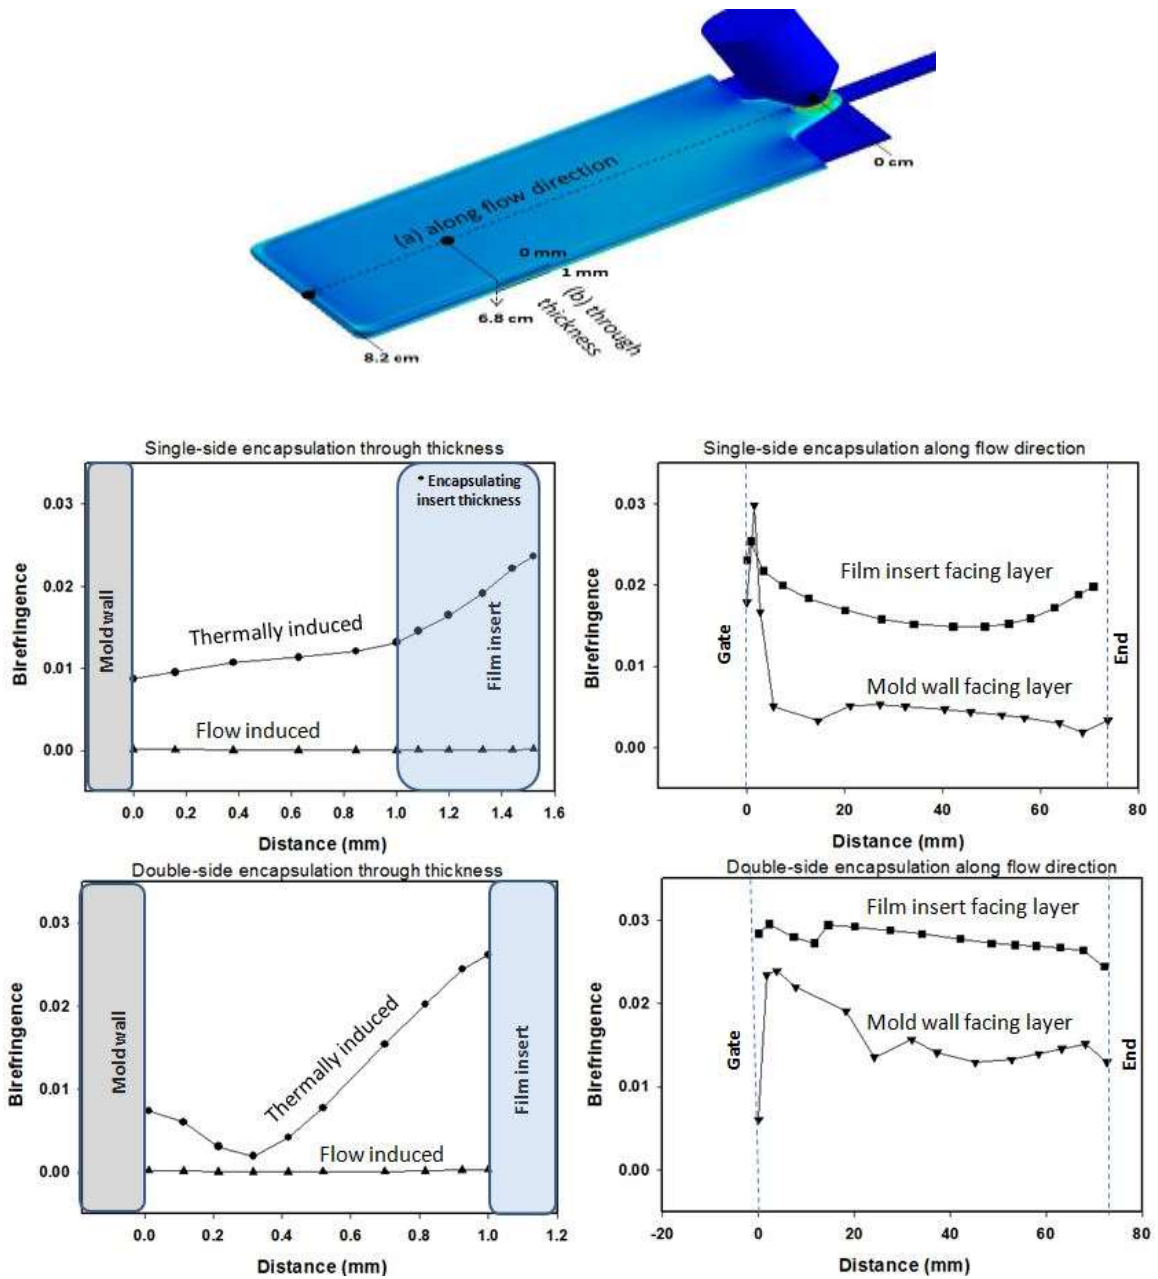 0 cm
(a) along flow direction
0 mm
1 mm
(b) through
thickness
6.8 cm
8.2 cm
Single-side encapsulation through thickness
Birefringence
0.03
0.02
0.01
0.00
Mold wall
* Encapsulating
insert thickness
Thermally induced
Film insert
Flow induced
0.0 0.2 0.4 0.6 0.8 1.0 1.2 1.4 1.6
Distance (mm)
Single-side encapsulation along flow direction
Birefringence
0.03
0.02
0.01
0.00
Gate
Film insert facing layer
Mold wall facing layer
End
0 20 40 60 80
Distance (mm)
Double-side encapsulation through thickness
Birefringence
0.03
0.02
0.01
0.00
Mold wall
Thermally induced
Flow induced
Film insert
0.0 0.2 0.4 0.6 0.8 1.0 1.2
Distance (mm)
Double-side encapsulation along flow direction
Birefringence
0.03
0.02
0.01
0.00
Gate
Film insert facing layer
Mold wall facing layer
End
-20 0 20 40 60 80
Distance (mm)